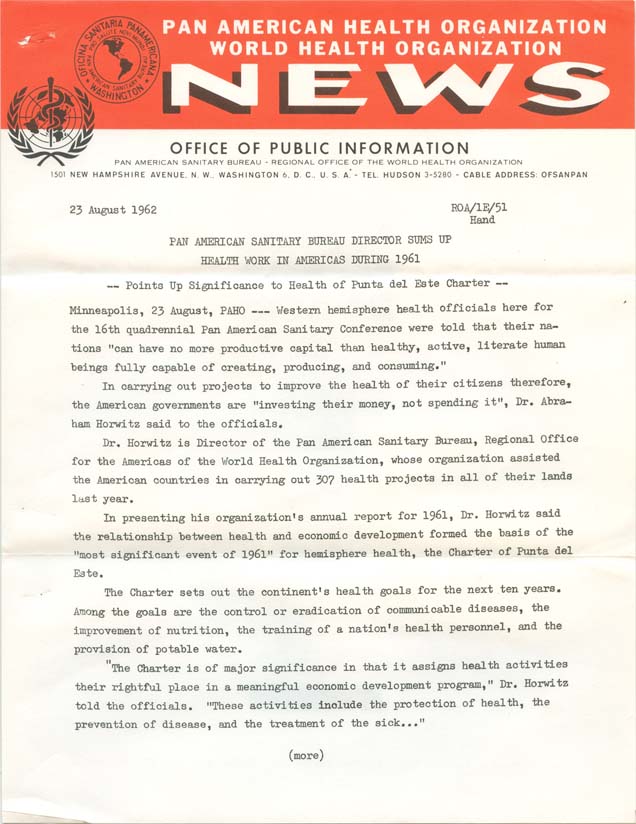 PAN AMERICAN HEALTH ORGANIZATION
WORLD HEALTH ORGANIZATION
NEWS
OFICINA SANITARIA PANAMERICANA
PRO SALUTE NOVI MUNDI
PAN AMERICAN SANITARY BUREAU
WASHINGTON
OFFICE OF PUBLIC INFORMATION
PAN AMERICAN SANITARY BUREAU - REGIONAL OFFICE OF THE WORLD HEALTH ORGANIZATION
1501 NEW HAMPSHIRE AVENUE, N. W., WASHINGTON 6, D. C., U. S. A. - TEL. HUDSON 3-5280 - CABLE ADDRESS: OFSANPAN
23 August 1962
ROA/1E/51
Hand
PAN AMERICAN SANITARY BUREAU DIRECTOR SUMS UP
HEALTH WORK IN AMERICAS DURING 1961
-- Points Up Significance to Health of Punta del Este Charter --
Minneapolis, 23 August, PAHO --- Western hemisphere health officials here for
the 16th quadrennial Pan American Sanitary Conference were told that their na-
tions "can have no more productive capital than healthy, active, literate human
beings fully capable of creating, producing, and consuming."
In carrying out projects to improve the health of their citizens therefore,
the American governments are "investing their money, not spending it", Dr. Abra-
ham Horwitz said to the officials.
Dr. Horwitz is Director of the Pan American Sanitary Bureau, Regional Office
for the Americas of the World Health Organization, whose organization assisted
the American countries in carrying out 307 health projects in all of their lands
last year.
In presenting his organization's annual report for 1961, Dr. Horwitz said
the relationship between health and economic development formed the basis of the
"most significant event of 1961" for hemisphere health, the Charter of Punta del
Este.
The Charter sets out the continent's health goals for the next ten years.
Among the goals are the control or eradication of communicable diseases, the
improvement of nutrition, the training of a nation's health personnel, and the
provision of potable water.
"The Charter is of major significance in that it assigns health activities
their rightful place in a meaningful economic development program," Dr. Horwitz
told the officials. "These activities include the protection of health, the
prevention of disease, and the treatment of the sick..."
(more)